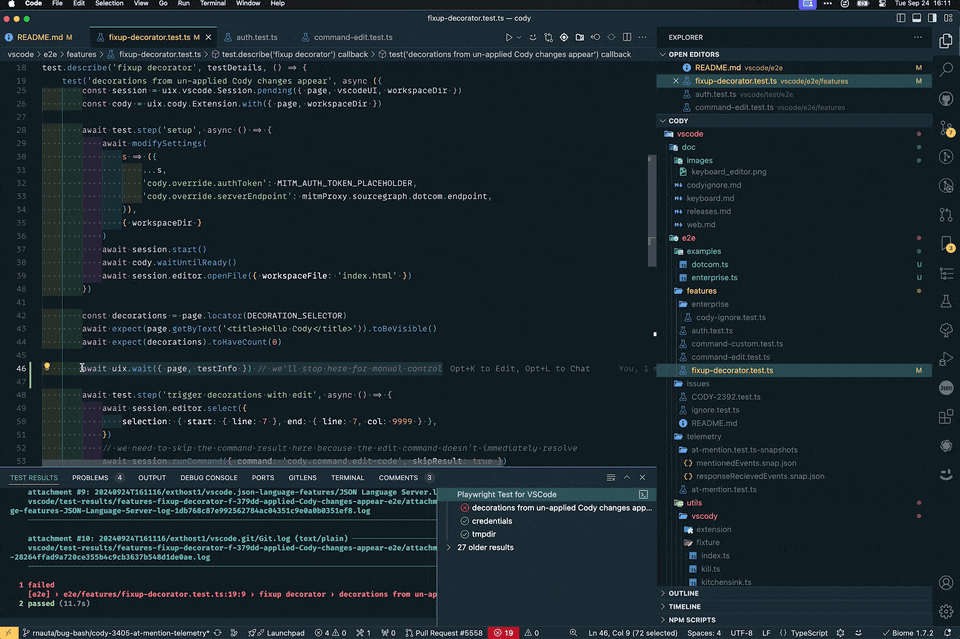 Code File Edit Selection View Go Run Terminal Window Help Tue Sep 24 16:11
fixup-decorator.test.ts — cody
README.md M fixup-decorator.test.ts M auth.test.ts command-edit.test.ts
vscode › e2e › features › fixup-decorator.test.ts › test.describe('fixup decorator') callback › test('decorations from un-applied Cody changes appear') callback
18 test.describe('fixup decorator', testDetails, () ⇒ {
19 test('decorations from un-applied Cody changes appear', async ({
25 const session = uix.vscode.Session.pending({ page, vscodeUI, workspaceDir })
26 const cody = uix.cody.Extension.with({ page, workspaceDir })
27
28 await test.step('setup', async () ⇒ {
29 await modifySettings(
30 s ⇒ ({
31 ...s,
32 'cody.override.authToken': MITM_AUTH_TOKEN_PLACEHOLDER,
33 'cody.override.serverEndpoint': mitmProxy.sourcegraph.dotcom.endpoint,
34 }),
35 { workspaceDir }
36 )
37 await session.start()
38 await cody.waitUntilReady()
39 await session.editor.openFile({ workspaceFile: 'index.html' })
40 })
41
42 const decorations = page.locator(DECORATION_SELECTOR)
43 await expect(page.getByText('<title>Hello Cody</title>')).toBeVisible()
44 await expect(decorations).toHaveCount(0)
45
46 await uix.wait({ page, testInfo }) // we'll stop here for manual control Opt+K to Edit, Opt+L to Chat You, 1
47
48 await test.step('trigger decorations with edit', async () ⇒ {
49 await session.editor.select({
50 selection: { start: { line: 7 }, end: { line: 7, col: 9999 } },
51 })
52 // we need to skip the command result here because the edit command doesn't immediately resolve
53 await session.runCommand({ command: 'cody.command.edit-code', skipResult: true })
TEST RESULTS PROBLEMS 4 OUTPUT DEBUG CONSOLE PORTS GITLENS TERMINAL COMMENTS 3
attachment #9: 20240924T161116/exthost1/vscode.json-language-features/JSON Language Server.l
vscode/test-results/features-fixup-decorator-f-379dd-applied-Cody-changes-appear-e2e/attachm
ge-features-JSON-Language-Server-log-1db768c87e992562784ac04351c9e0a0b0351ef8.log
attachment #10: 20240924T161116/exthost1/vscode.git/Git.log (text/plain)
vscode/test-results/features-fixup-decorator-f-379dd-applied-Cody-changes-appear-e2e/attachm
-28264ffad9a720ce355b4c9cb3637b548d1de0ae.log
1 failed
[e2e] › e2e/features/fixup-decorator.test.ts:19:9 › fixup decorator › decorations from un-ap
2 passed (11.7s)
Playwright Test for VSCode
decorations from un-applied Cody changes app...
credentials
tmpdir
27 older results
EXPLORER
OPEN EDITORS
README.md vscode/e2e M
fixup-decorator.test.ts vscode/e2e/features M
auth.test.ts vscode/test/e2e
command-edit.test.ts vscode/e2e/features
CODY
vscode
doc
images
keyboard_editor.png
codyignore.md
keyboard.md
releases.md
web.md
e2e
examples
dotcom.ts U
enterprise.ts U
features
enterprise
cody-ignore.test.ts
auth.test.ts
command-custom.test.ts
command-edit.test.ts
fixup-decorator.test.ts M
issues
CODY-2392.test.ts
ignore.test.ts
README.md
telemetry
at-mention.test.ts-snapshots
mentionedEvents.snap.json
responseRecievedEvents.snap.json
at-mention.test.ts
utils
vscody
extension
fixture
index.ts
kill.ts
kitchensink.ts
OUTLINE
TIMELINE
NPM SCRIPTS
rnauta/bug-bash/cody-3405-at-mention-telemetry* Launchpad 4 0 1 0 Pull Request #5558 19 0 Ln 46, Col 9 (72 selected) Spaces: 4 UTF-8 LF {} TypeScript Biome 1.7.2